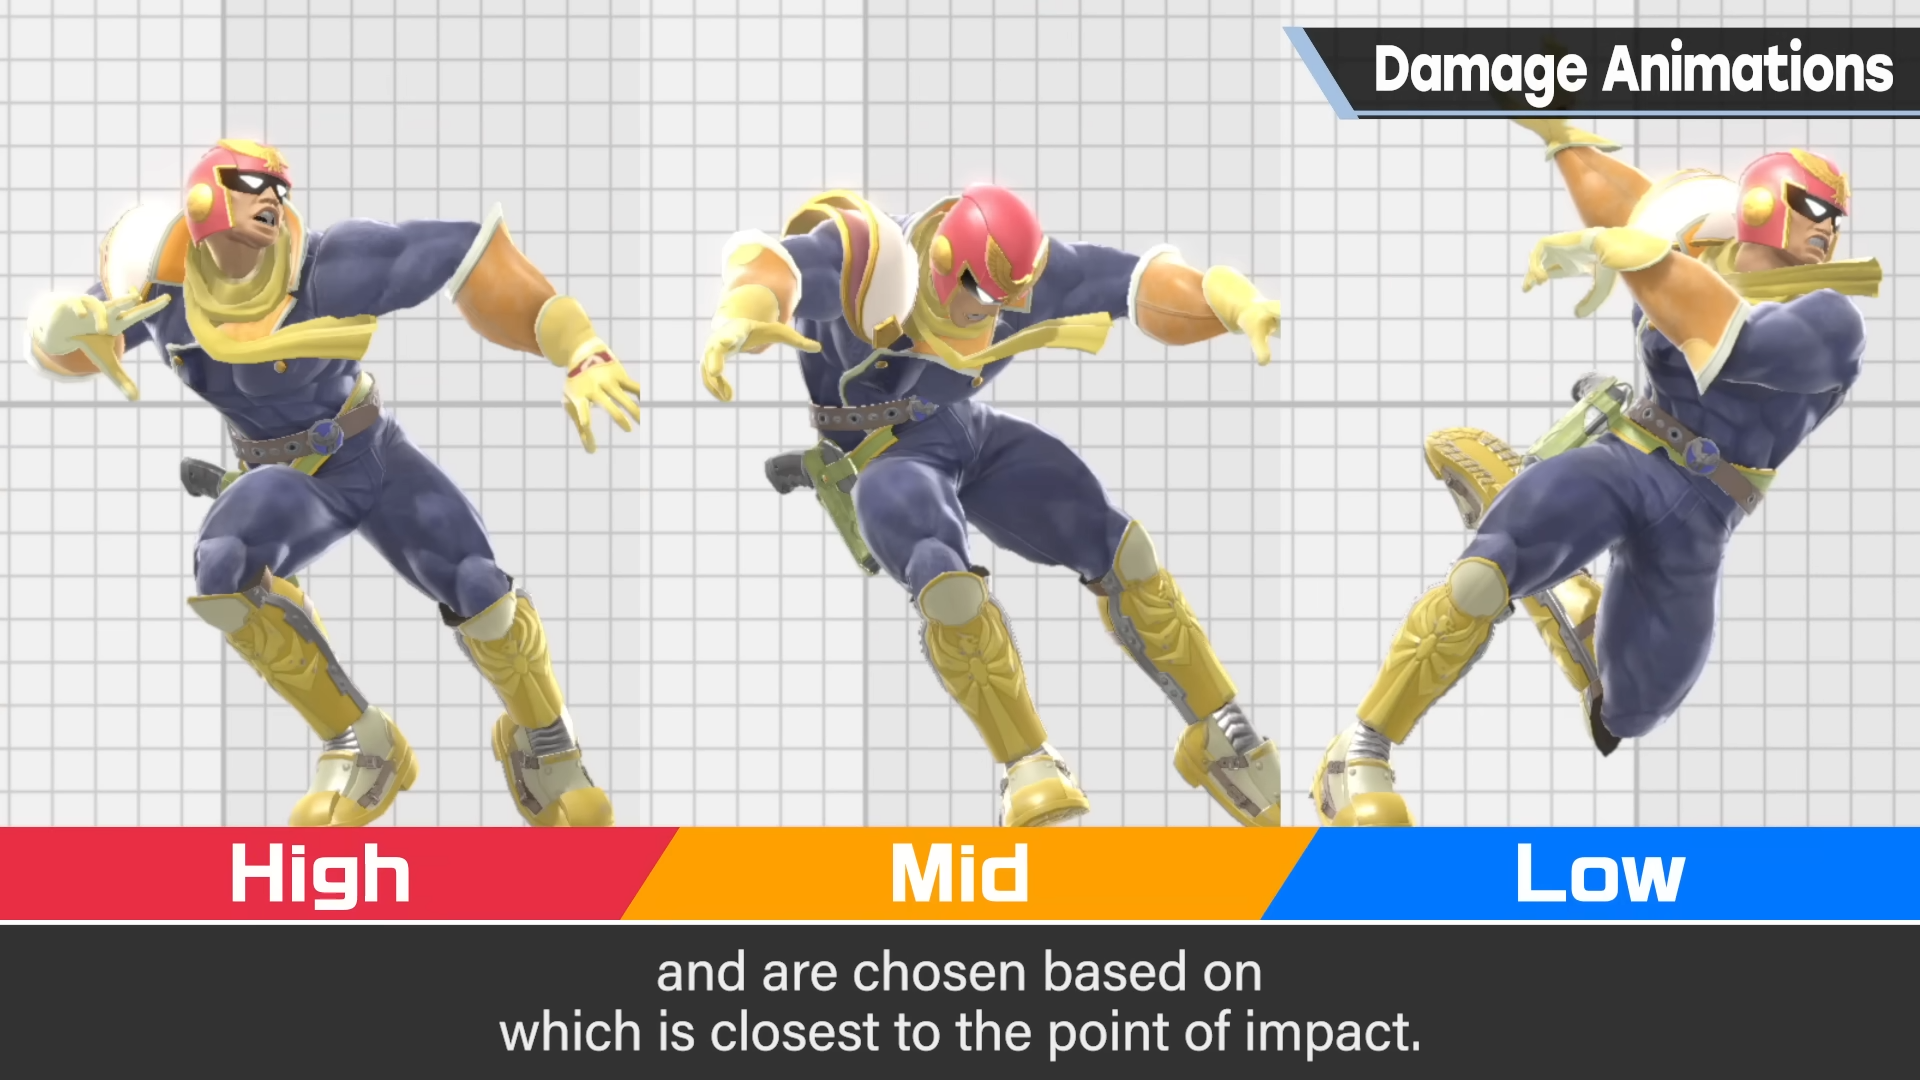 Damage Animations
High
Mid
Low
and are chosen based on
which is closest to the point of impact.